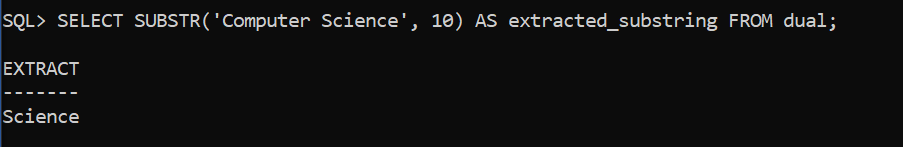 SQL> SELECT SUBSTR('Computer Science', 10) AS extracted_substring FROM dual;
EXTRACT
-------
Science